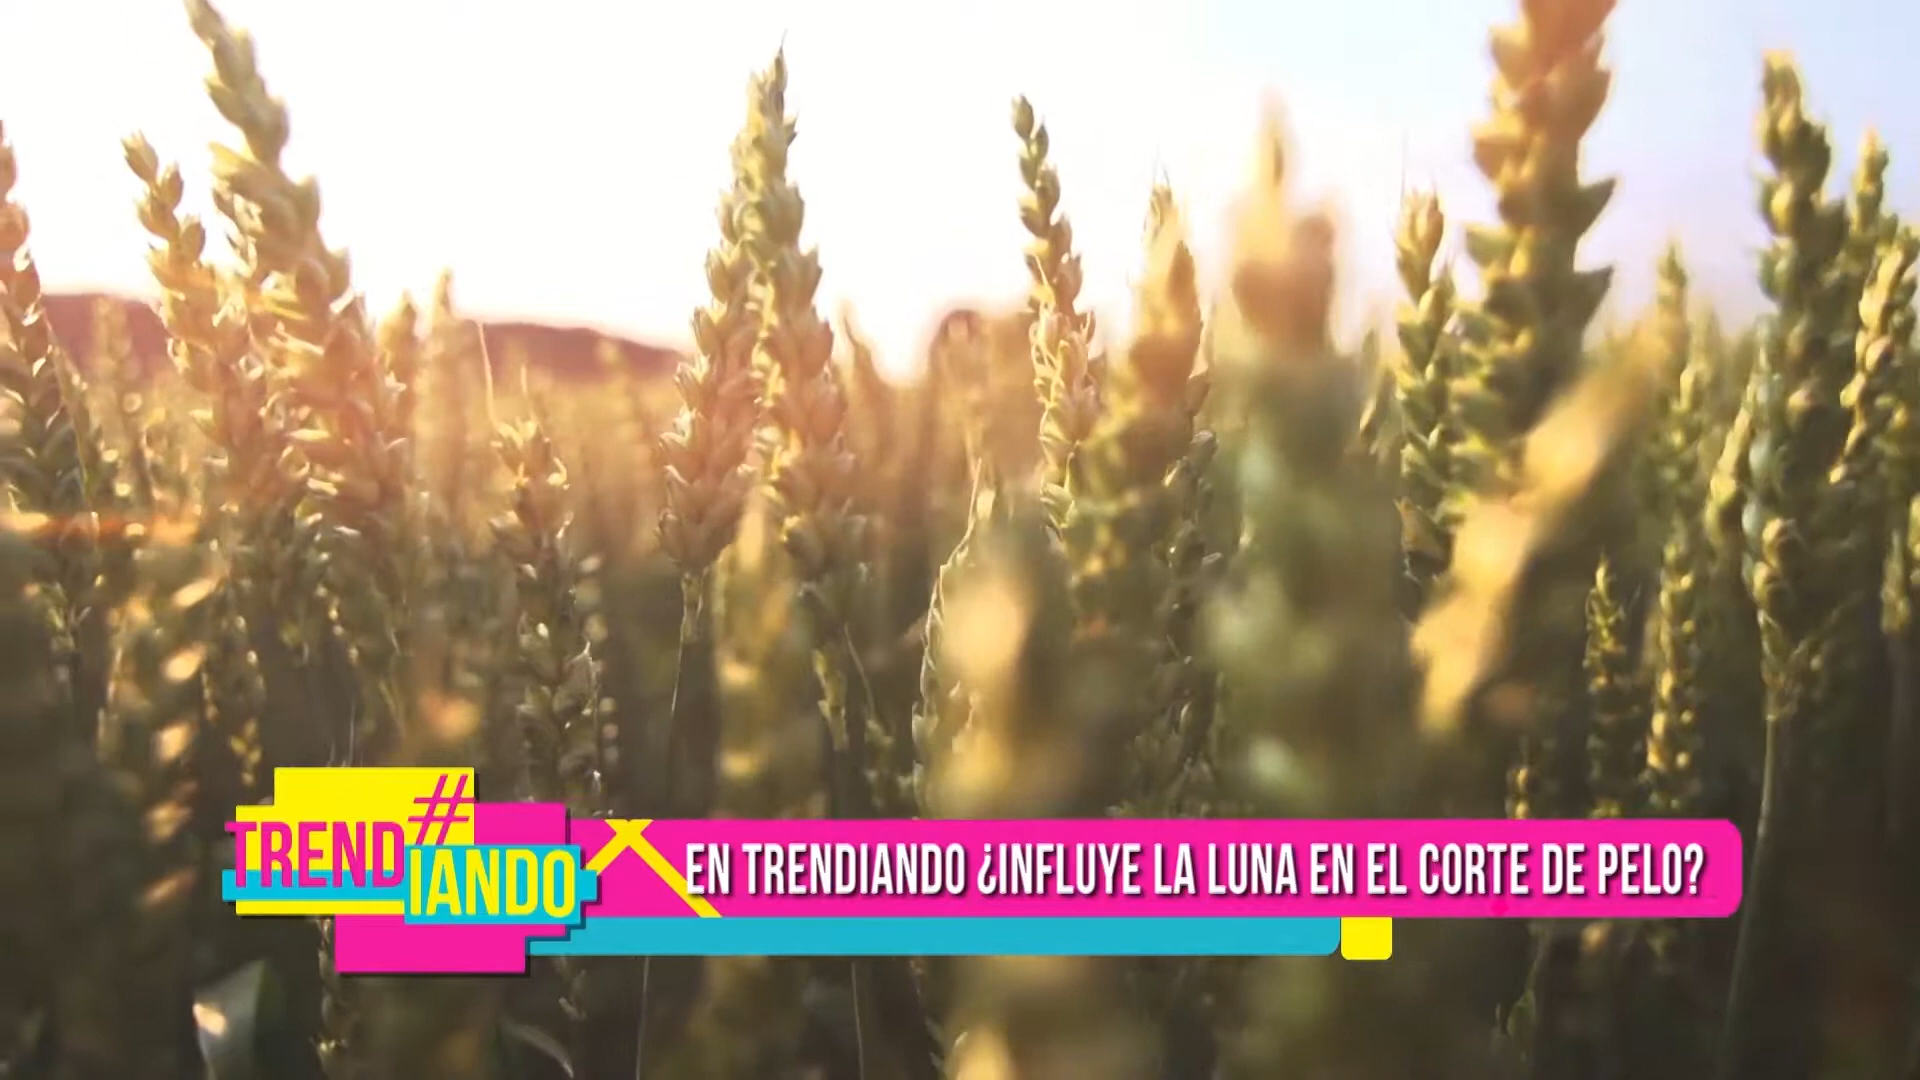 #
TREND
IANDO
EN TRENDIANDO ¿INFLUYE LA LUNA EN EL CORTE DE PELO?